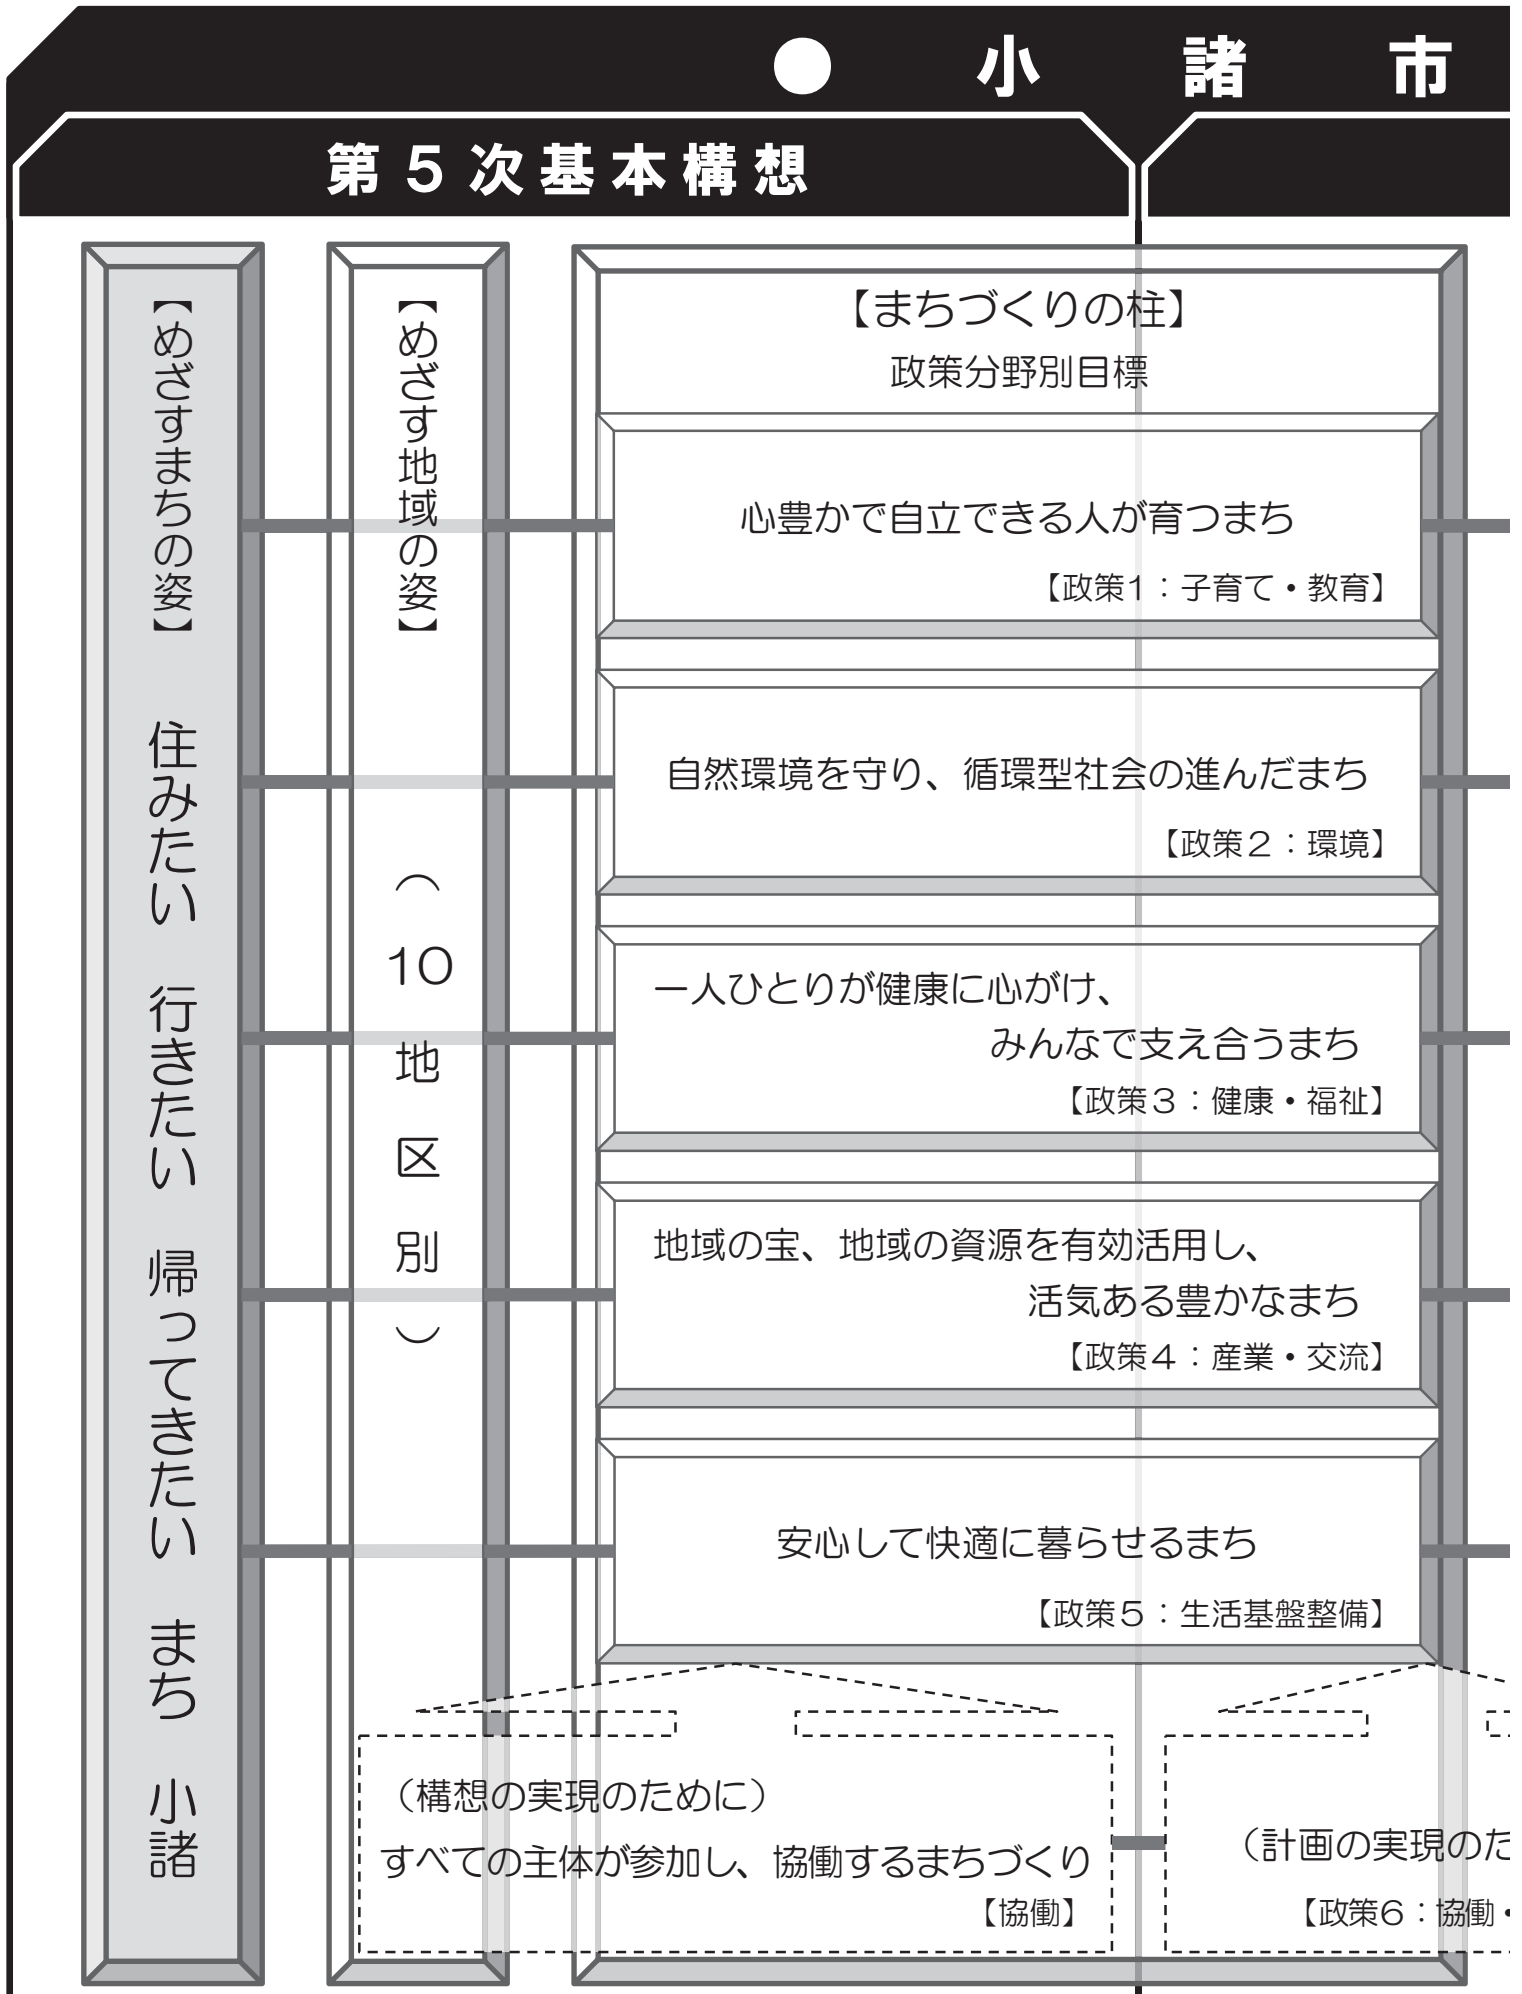 ●小諸市
第5次基本構想
【めざすまちの姿】 住みたい 行きたい 帰ってきたい まち 小諸
【めざす地域の姿】 （10地区別）
【まちづくりの柱】
政策分野別目標
心豊かで自立できる人が育つまち
【政策1：子育て・教育】
自然環境を守り、循環型社会の進んだまち
【政策2：環境】
一人ひとりが健康に心がけ、
みんなで支え合うまち
【政策3：健康・福祉】
地域の宝、地域の資源を有効活用し、
活気ある豊かなまち
【政策4：産業・交流】
安心して快適に暮らせるまち
【政策5：生活基盤整備】
（構想の実現のために）
すべての主体が参加し、協働するまちづくり
【協働】
（計画の実現のた
【政策6：協働・